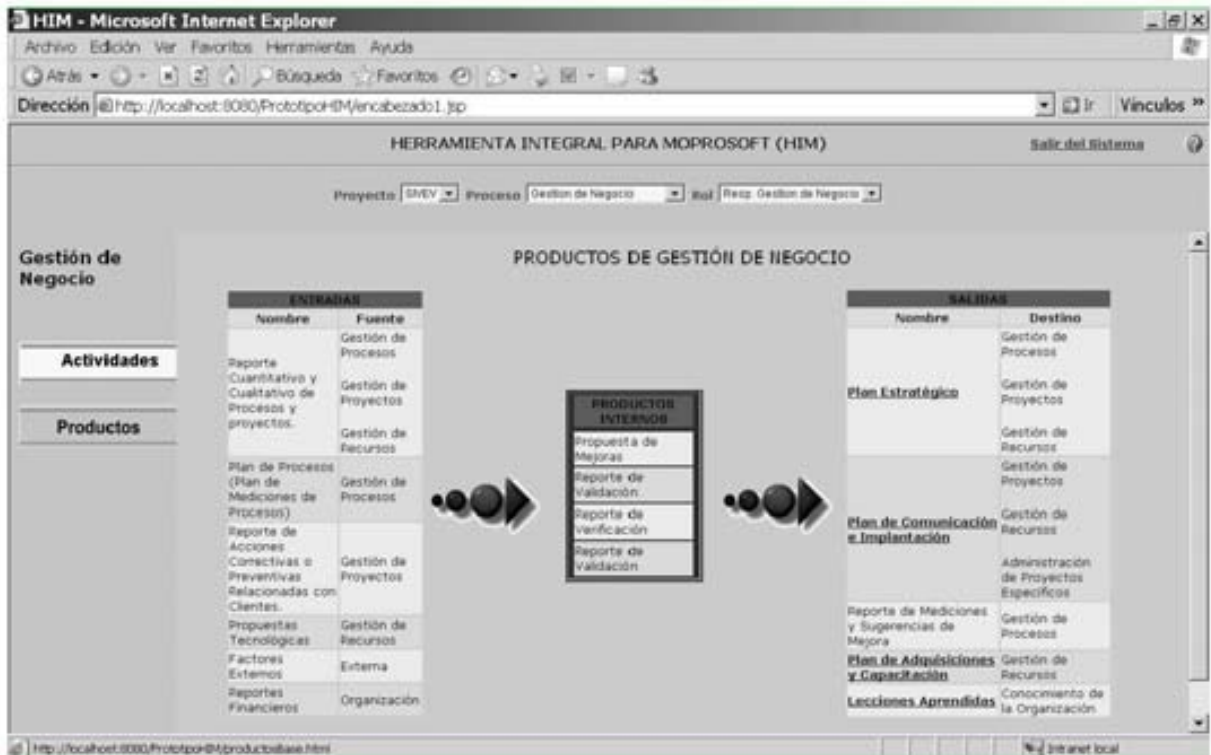 HIM - Microsoft Internet Explorer
Archivo Edición Ver Favoritos Herramientas Ayuda
Atrás Búsqueda Favoritos
Dirección http://localhost:8080/PrototipoHIM/encabezado1.jsp Ir Vínculos »
HERRAMIENTA INTEGRAL PARA MOPROSOFT (HIM) Salir del Sistema
Proyecto SIVEV Proceso Gestion de Negocio Rol Resp. Gestion de Negocio
Gestión de
Negocio
Actividades
Productos
PRODUCTOS DE GESTIÓN DE NEGOCIO
ENTRADAS
Nombre Fuente
Reporte
Cuantitativo y
Cualitativo de
Procesos y
proyectos.
Gestión de
Procesos
Gestión de
Proyectos
Gestión de
Recursos
Plan de Procesos
(Plan de
Mediciones de
Procesos)
Gestión de
Procesos
Reporte de
Acciones
Correctivas o
Preventivas
Relacionadas con
Clientes.
Gestión de
Proyectos
Propuestas
Tecnológicas
Gestión de
Recursos
Factores
Externos
Externa
Reportes
Financieros
Organización
PRODUCTOS
INTERNOS
Propuesta de
Mejoras
Reporte de
Validación
Reporte de
Verificación
Reporte de
Validación
SALIDAS
Nombre Destino
Plan Estratégico
Gestión de
Procesos
Gestión de
Proyectos
Gestión de
Recursos
Plan de Comunicación
e Implantación
Gestión de
Proyectos
Gestión de
Recursos
Administración
de Proyectos
Específicos
Reporte de Mediciones
y Sugerencias de
Mejora
Gestión de
Procesos
Plan de Adquisiciones
y Capacitación
Gestión de
Recursos
Lecciones Aprendidas
Conocimiento de
la Organización
http://localhost:8080/PrototipoHIM/productosBase.html Intranet local